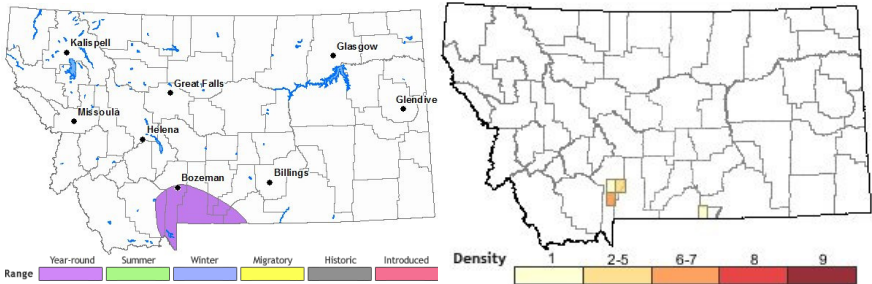 Kalispell
Glasgow
Great Falls
Glendive
Missoula
Helena
Bozeman
Billings
Range
Year-round Summer Winter Migratory Historic Introduced
Density
1 2-5 6-7 8 9